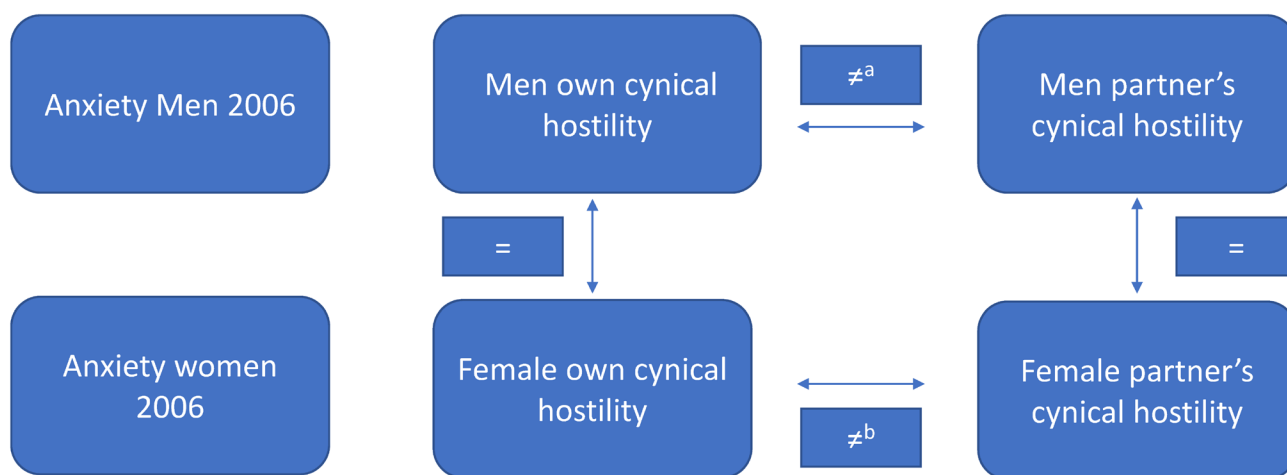 Anxiety Men 2006
Men own cynical
hostility
≠ᵃ
Men partner’s
cynical hostility
=
=
Anxiety women
2006
Female own cynical
hostility
≠ᵇ
Female partner’s
cynical hostility